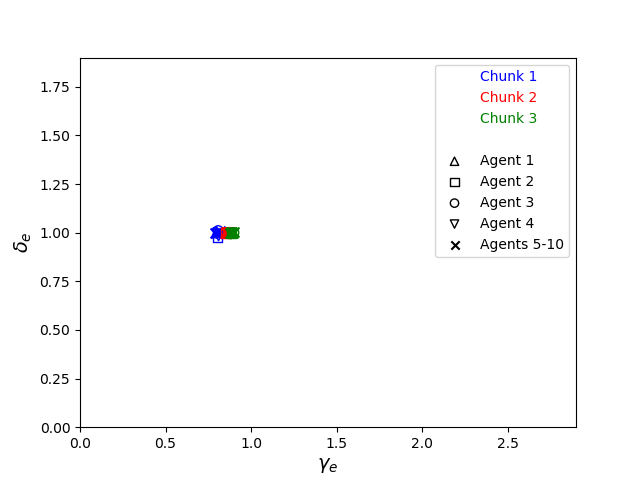 Chunk 1
Chunk 2
Chunk 3
Agent 1
Agent 2
Agent 3
Agent 4
Agents 5-10
δₑ
1.75
1.50
1.25
1.00
0.75
0.50
0.25
0.00
0.0 0.5 1.0 1.5 2.0 2.5
γₑ